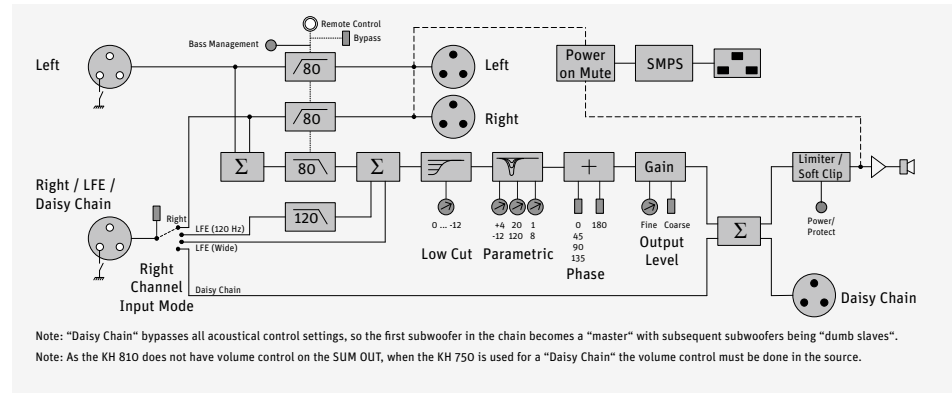 Remote Control
Bypass
Bass Management
Left
/80
Left
Power
on Mute
SMPS
/80
Right
Σ
80\
Σ
+
Gain
Limiter /
Soft Clip
Right / LFE /
Daisy Chain
Right
LFE (120 Hz)
120\
LFE (Wide)
0 ... -12
+4 20 1
-12 120 8
0 180
45
90
135
Fine Coarse
Σ
Power/
Protect
Low Cut
Parametric
Phase
Output
Level
Right
Channel
Input Mode
Daisy Chain
Daisy Chain
Note: “Daisy Chain“ bypasses all acoustical control settings, so the first subwoofer in the chain becomes a “master“ with subsequent subwoofers being “dumb slaves“.
Note: As the KH 810 does not have volume control on the SUM OUT, when the KH 750 is used for a “Daisy Chain“ the volume control must be done in the source.